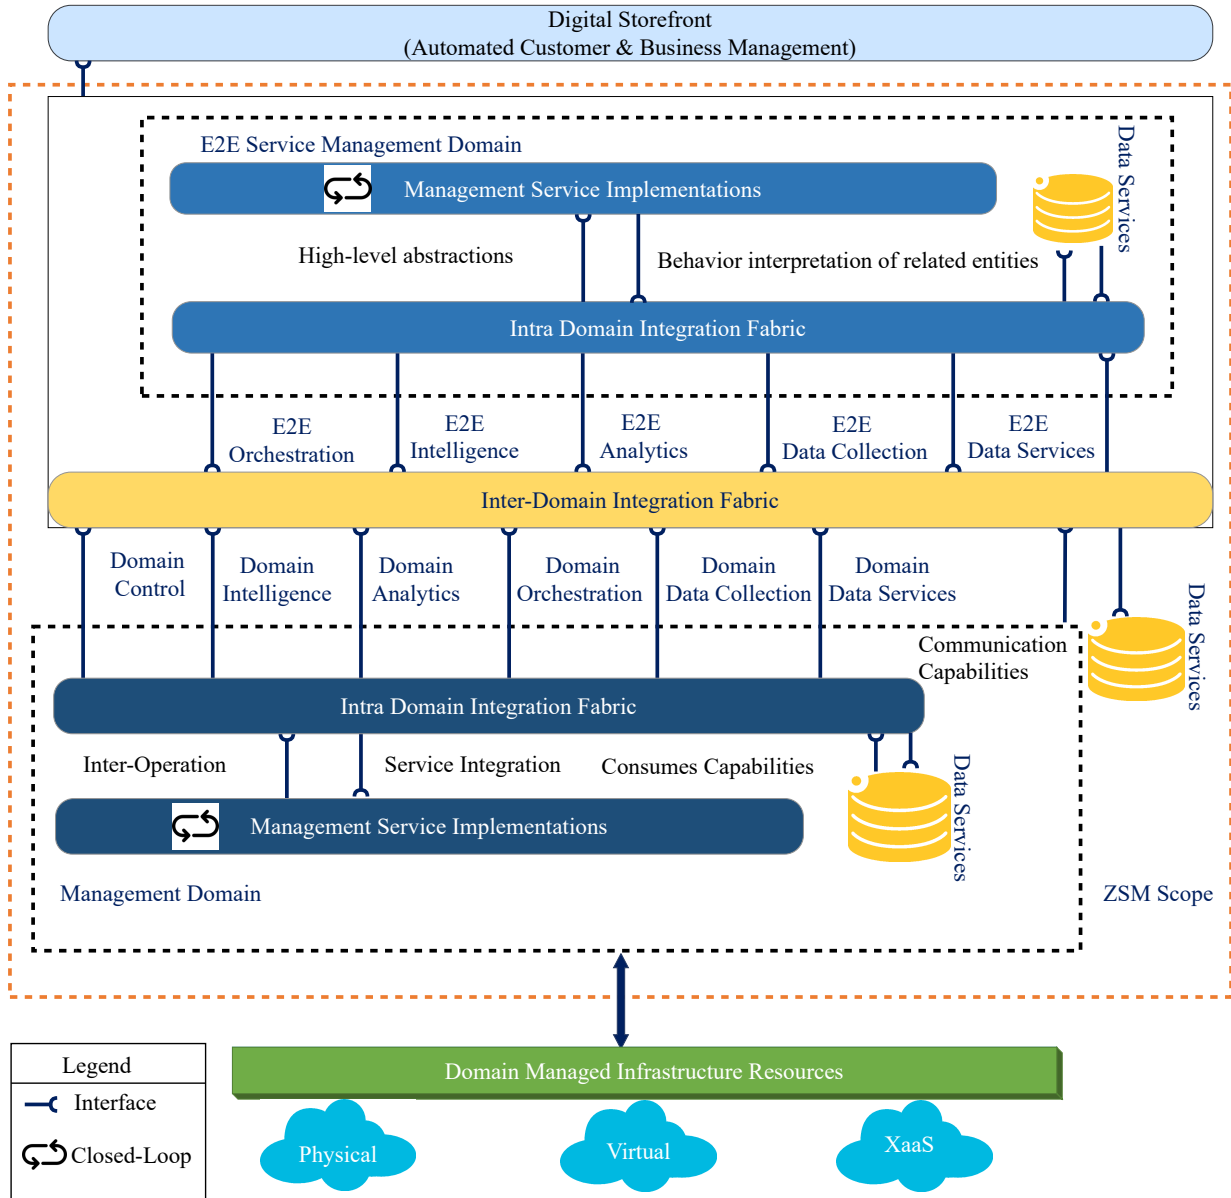 Digital Storefront
(Automated Customer & Business Management)
E2E Service Management Domain
Data Services
Management Service Implementations
High-level abstractions
Behavior interpretation of related entities
Intra Domain Integration Fabric
E2E
Orchestration
E2E
Intelligence
E2E
Analytics
E2E
Data Collection
E2E
Data Services
Inter-Domain Integration Fabric
Domain
Control
Domain
Intelligence
Domain
Analytics
Domain
Orchestration
Domain
Data Collection
Domain
Data Services
Data Services
Communication
Capabilities
Intra Domain Integration Fabric
Inter-Operation
Service Integration
Consumes Capabilities
Data Services
Management Service Implementations
Management Domain
ZSM Scope
Domain Managed Infrastructure Resources
Physical
Virtual
XaaS
Legend
Interface
Closed-Loop